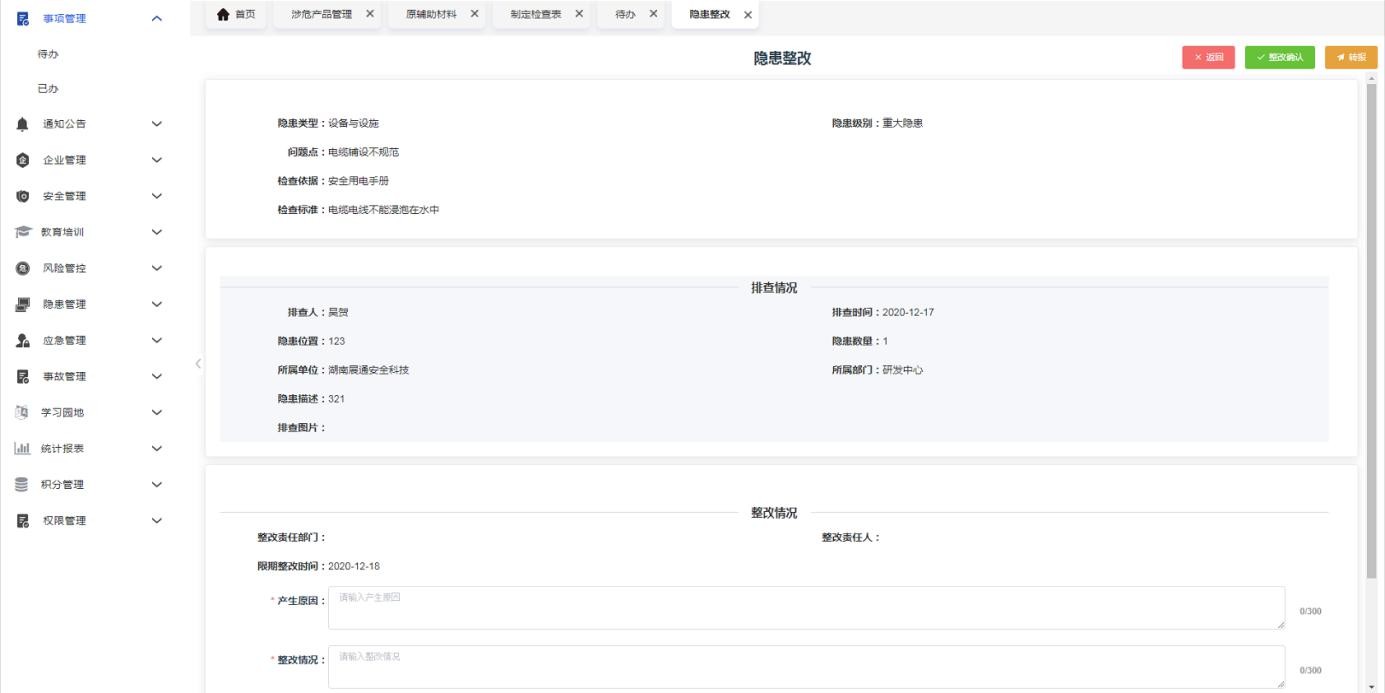 事项管理
待办
已办
通知公告
企业管理
安全管理
教育培训
风险管控
隐患管理
应急管理
事故管理
学习园地
统计报表
积分管理
权限管理
首页 涉危产品管理 原辅助材料 制定检查表 待办 隐患整改
隐患整改 返回 整改确认 转报
隐患类型：设备与设施 隐患级别：重大隐患
问题点：电缆铺设不规范
检查依据：安全用电手册
检查标准：电缆电线不能浸泡在水中
排查情况
排查人：吴贺 排查时间：2020-12-17
隐患位置：123 隐患数量：1
所属单位：湖南展通安全科技 所属部门：研发中心
隐患描述：321
排查图片：
整改情况
整改责任部门： 整改责任人：
限期整改时间：2020-12-18
* 产生原因： 请输入产生原因 0/300
* 整改情况： 请输入整改情况 0/300